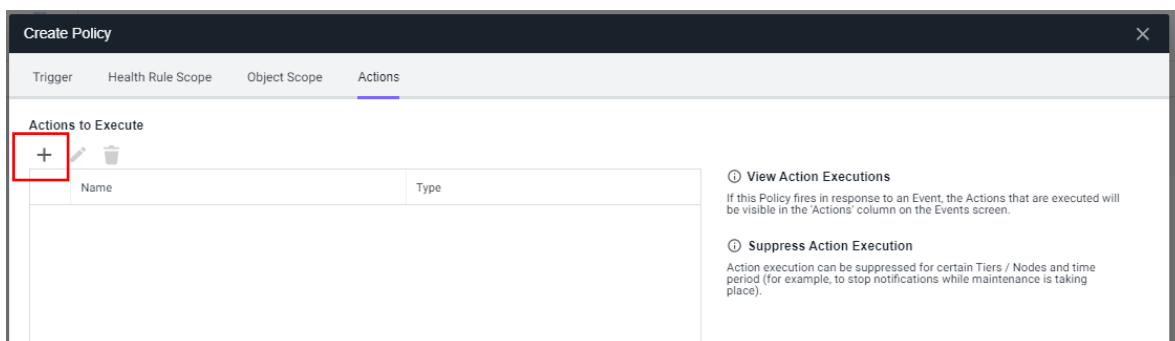 Create Policy
Trigger Health Rule Scope Object Scope Actions
Actions to Execute
Name Type
View Action Executions
If this Policy fires in response to an Event, the Actions that are executed will
be visible in the 'Actions' column on the Events screen.
Suppress Action Execution
Action execution can be suppressed for certain Tiers / Nodes and time
period (for example, to stop notifications while maintenance is taking
place).